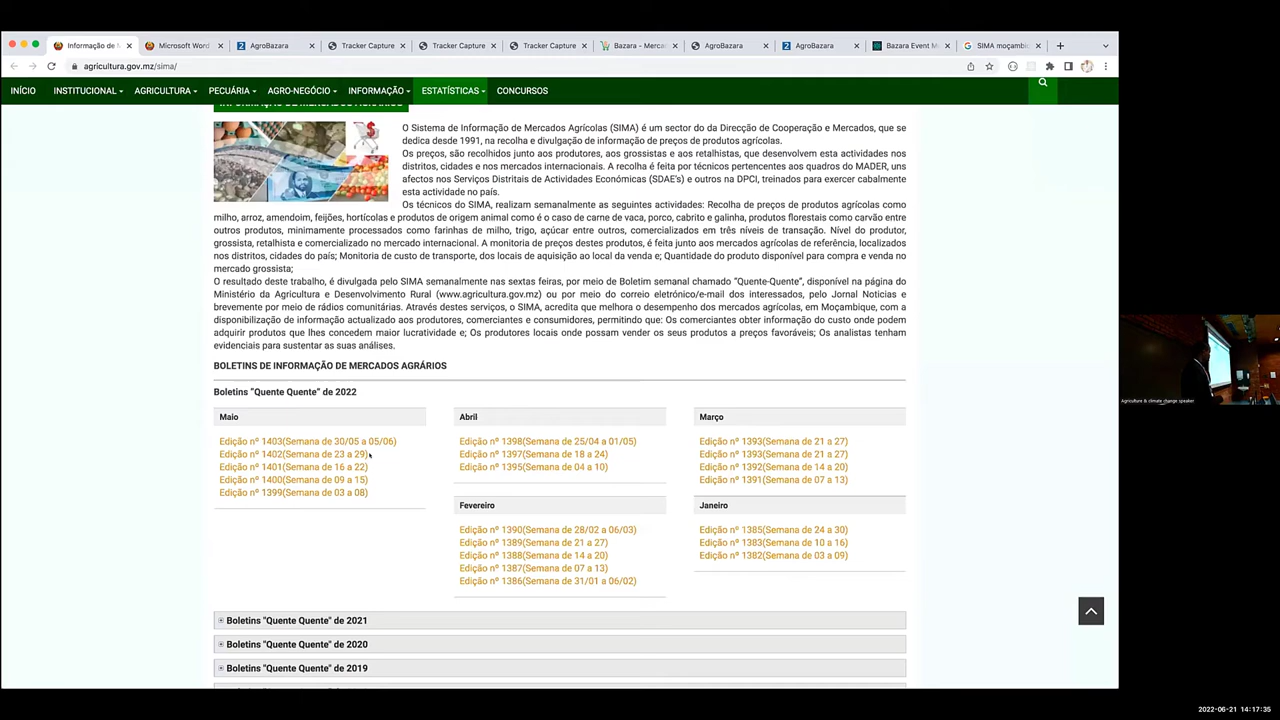 Informação de M
Microsoft Word
AgroBazara
Tracker Capture
Tracker Capture
Tracker Capture
Bazara - Merca
AgroBazara
AgroBazara
Bazara Event M
SIMA moçambi
agricultura.gov.mz/sima/
INÍCIO
INSTITUCIONAL
AGRICULTURA
PECUÁRIA
AGRO-NEGÓCIO
INFORMAÇÃO
ESTATÍSTICAS
CONCURSOS
INFORMAÇÃO DE MERCADOS AGRÁRIOS
O Sistema de Informação de Mercados Agrícolas (SIMA) é um sector do da Direcção de Cooperação e Mercados, que se
dedica desde 1991, na recolha e divulgação de informação de preços de produtos agrícolas.
Os preços, são recolhidos junto aos produtores, aos grossistas e aos retalhistas, que desenvolvem esta actividades nos
distritos, cidades e nos mercados internacionais. A recolha é feita por técnicos pertencentes aos quadros do MADER, uns
afectos nos Serviços Distritais de Actividades Económicas (SDAE's) e outros na DPCI, treinados para exercer cabalmente
esta actividade no país.
Os técnicos do SIMA, realizam semanalmente as seguintes actividades: Recolha de preços de produtos agrícolas como
milho, arroz, amendoim, feijões, hortícolas e produtos de origem animal como é o caso de carne de vaca, porco, cabrito e galinha, produtos florestais como carvão entre
outros produtos, minimamente processados como farinhas de milho, trigo, açúcar entre outros, comercializados em três níveis de transação. Nível do produtor,
grossista, retalhista e comercializado no mercado internacional. A monitoria de preços destes produtos, é feita junto aos mercados agrícolas de referência, localizados
nos distritos, cidades do país; Monitoria de custo de transporte, dos locais de aquisição ao local da venda e; Quantidade do produto disponível para compra e venda no
mercado grossista;
O resultado deste trabalho, é divulgada pelo SIMA semanalmente nas sextas feiras, por meio de Boletim semanal chamado "Quente-Quente", disponível na página do
Ministério da Agricultura e Desenvolvimento Rural (www.agricultura.gov.mz) ou por meio do correio eletrónico/e-mail dos interessados, pelo Jornal Noticias e
brevemente por meio de rádios comunitárias. Através destes serviços, o SIMA, acredita que melhora o desempenho dos mercados agrícolas, em Moçambique, com a
disponibilização de informação actualizado aos produtores, comerciantes e consumidores, permitindo que: Os comerciantes obter informação do custo onde podem
adquirir produtos que lhes concedem maior lucratividade e; Os produtores locais onde possam vender os seus produtos a preços favoráveis; Os analistas tenham
evidenciais para sustentar as suas análises.
BOLETINS DE INFORMAÇÃO DE MERCADOS AGRÁRIOS
Boletins "Quente Quente" de 2022
Maio
Edição nº 1403(Semana de 30/05 a 05/06)
Edição nº 1402(Semana de 23 a 29)
Edição nº 1401(Semana de 16 a 22)
Edição nº 1400(Semana de 09 a 15)
Edição nº 1399(Semana de 03 a 08)
Abril
Edição nº 1398(Semana de 25/04 a 01/05)
Edição nº 1397(Semana de 18 a 24)
Edição nº 1395(Semana de 04 a 10)
Março
Edição nº 1393(Semana de 21 a 27)
Edição nº 1393(Semana de 21 a 27)
Edição nº 1392(Semana de 14 a 20)
Edição nº 1391(Semana de 07 a 13)
Fevereiro
Edição nº 1390(Semana de 28/02 a 06/03)
Edição nº 1389(Semana de 21 a 27)
Edição nº 1388(Semana de 14 a 20)
Edição nº 1387(Semana de 07 a 13)
Edição nº 1386(Semana de 31/01 a 06/02)
Janeiro
Edição nº 1385(Semana de 24 a 30)
Edição nº 1383(Semana de 10 a 16)
Edição nº 1382(Semana de 03 a 09)
Boletins "Quente Quente" de 2021
Boletins "Quente Quente" de 2020
Boletins "Quente Quente" de 2019
Agriculture & climate change speaker
2022-06-21 14:17:35